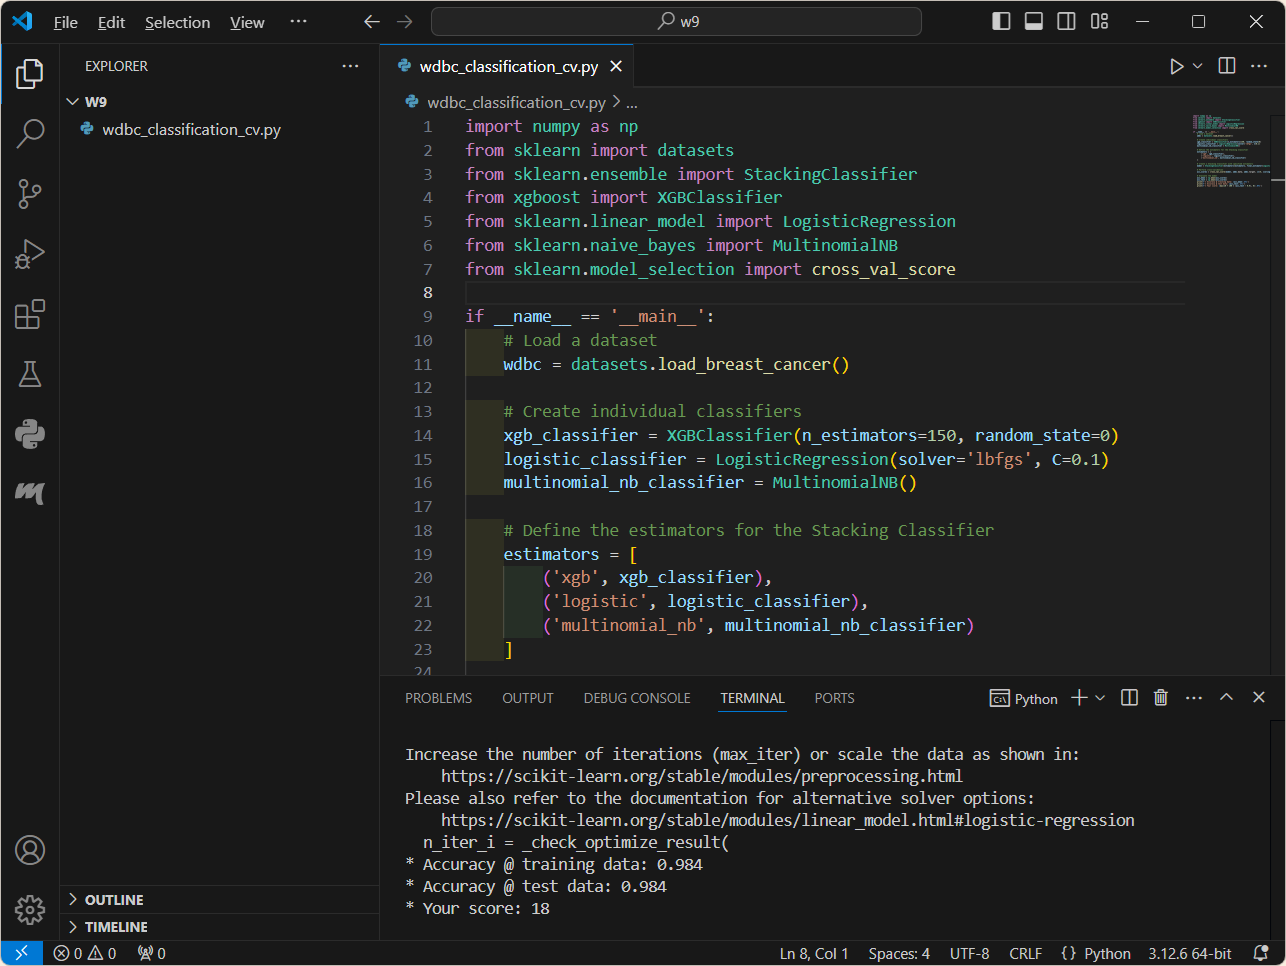 File Edit Selection View ··· w9
EXPLORER ···
wdbc_classification_cv.py
W9
wdbc_classification_cv.py
wdbc_classification_cv.py > ...
1 import numpy as np
2 from sklearn import datasets
3 from sklearn.ensemble import StackingClassifier
4 from xgboost import XGBClassifier
5 from sklearn.linear_model import LogisticRegression
6 from sklearn.naive_bayes import MultinomialNB
7 from sklearn.model_selection import cross_val_score
8
9 if __name__ == '__main__':
10 # Load a dataset
11 wdbc = datasets.load_breast_cancer()
12
13 # Create individual classifiers
14 xgb_classifier = XGBClassifier(n_estimators=150, random_state=0)
15 logistic_classifier = LogisticRegression(solver='lbfgs', C=0.1)
16 multinomial_nb_classifier = MultinomialNB()
17
18 # Define the estimators for the Stacking Classifier
19 estimators = [
20 ('xgb', xgb_classifier),
21 ('logistic', logistic_classifier),
22 ('multinomial_nb', multinomial_nb_classifier)
23 ]
24
PROBLEMS OUTPUT DEBUG CONSOLE TERMINAL PORTS Python
Increase the number of iterations (max_iter) or scale the data as shown in:
https://scikit-learn.org/stable/modules/preprocessing.html
Please also refer to the documentation for alternative solver options:
https://scikit-learn.org/stable/modules/linear_model.html#logistic-regression
n_iter_i = _check_optimize_result(
* Accuracy @ training data: 0.984
* Accuracy @ test data: 0.984
* Your score: 18
OUTLINE
TIMELINE
0 0 0 Ln 8, Col 1 Spaces: 4 UTF-8 CRLF {} Python 3.12.6 64-bit